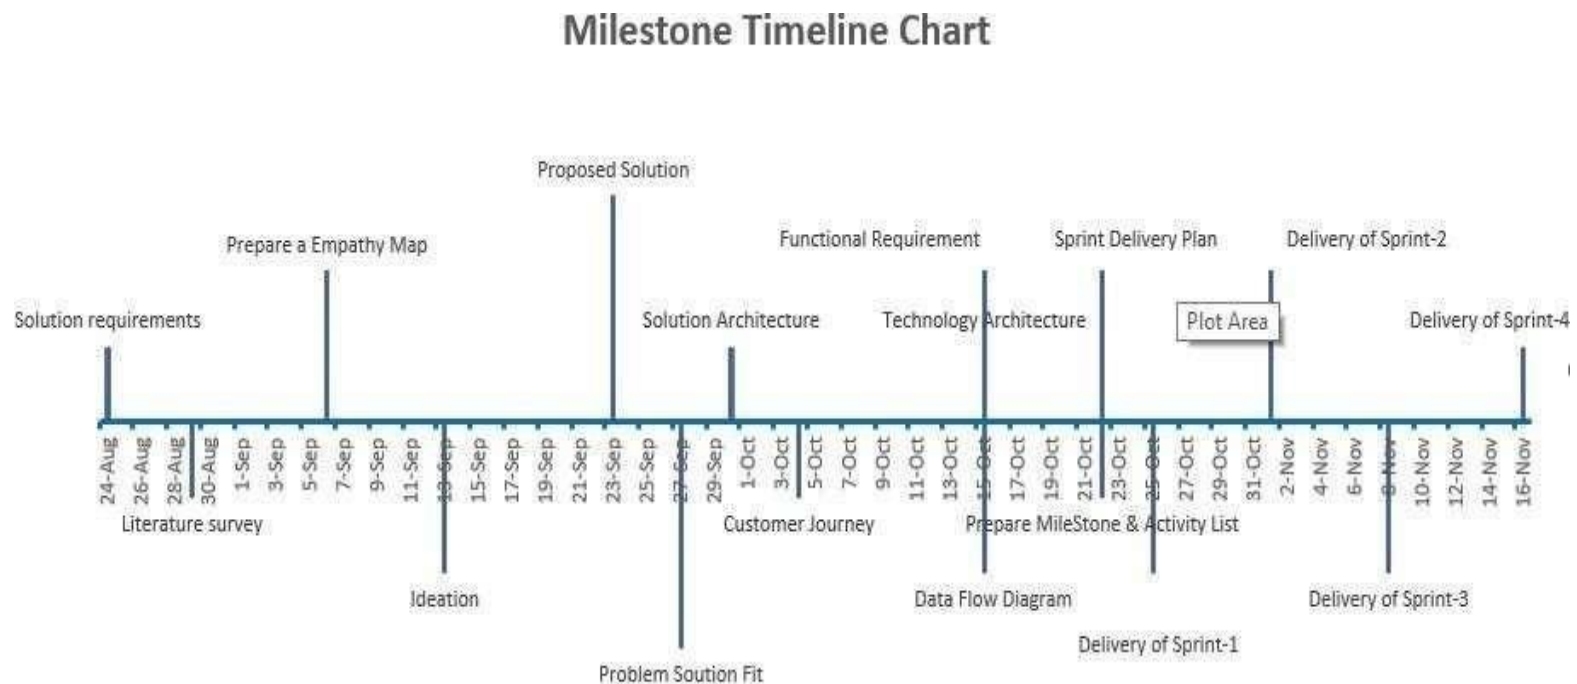 Milestone Timeline Chart
Proposed Solution
Prepare a Empathy Map
Functional Requirement
Sprint Delivery Plan
Delivery of Sprint-2
Solution requirements
Solution Architecture
Technology Architecture
Plot Area
Delivery of Sprint-4
24-Aug
26-Aug
28-Aug
30-Aug
1-Sep
3-Sep
5-Sep
7-Sep
9-Sep
11-Sep
13-Sep
15-Sep
17-Sep
19-Sep
21-Sep
23-Sep
25-Sep
27-Sep
29-Sep
1-Oct
3-Oct
5-Oct
7-Oct
9-Oct
11-Oct
13-Oct
15-Oct
17-Oct
19-Oct
21-Oct
23-Oct
25-Oct
27-Oct
29-Oct
31-Oct
2-Nov
4-Nov
6-Nov
8-Nov
10-Nov
12-Nov
14-Nov
16-Nov
Literature survey
Customer Journey
Prepare MileStone & Activity List
Ideation
Data Flow Diagram
Delivery of Sprint-3
Delivery of Sprint-1
Problem Soution Fit